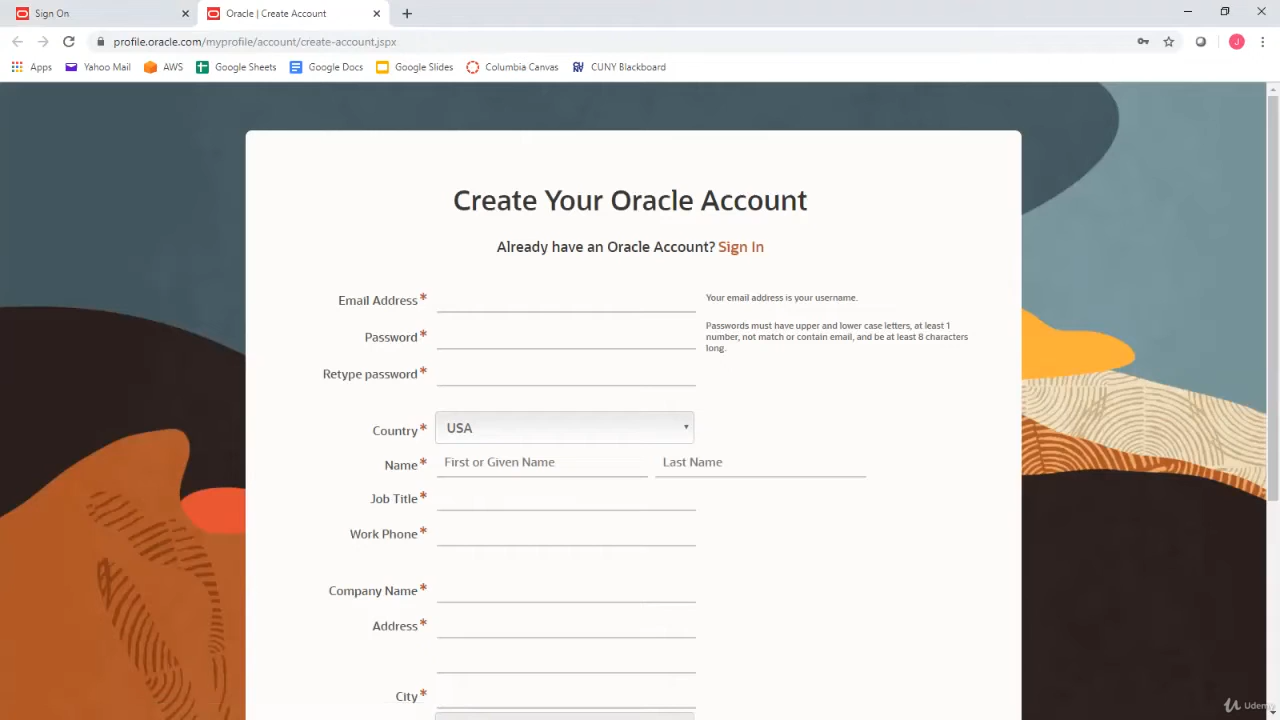 Sign On
Oracle | Create Account
profile.oracle.com/myprofile/account/create-account.jspx
J
Apps
Yahoo Mail
AWS
Google Sheets
Google Docs
Google Slides
Columbia Canvas
CUNY Blackboard
Create Your Oracle Account
Already have an Oracle Account? Sign In
Email Address*
Your email address is your username.
Password*
Passwords must have upper and lower case letters, at least 1
number, not match or contain email, and be at least 8 characters
long.
Retype password*
Country*
USA
Name*
First or Given Name
Last Name
Job Title*
Work Phone*
Company Name*
Address*
City*
Udemy